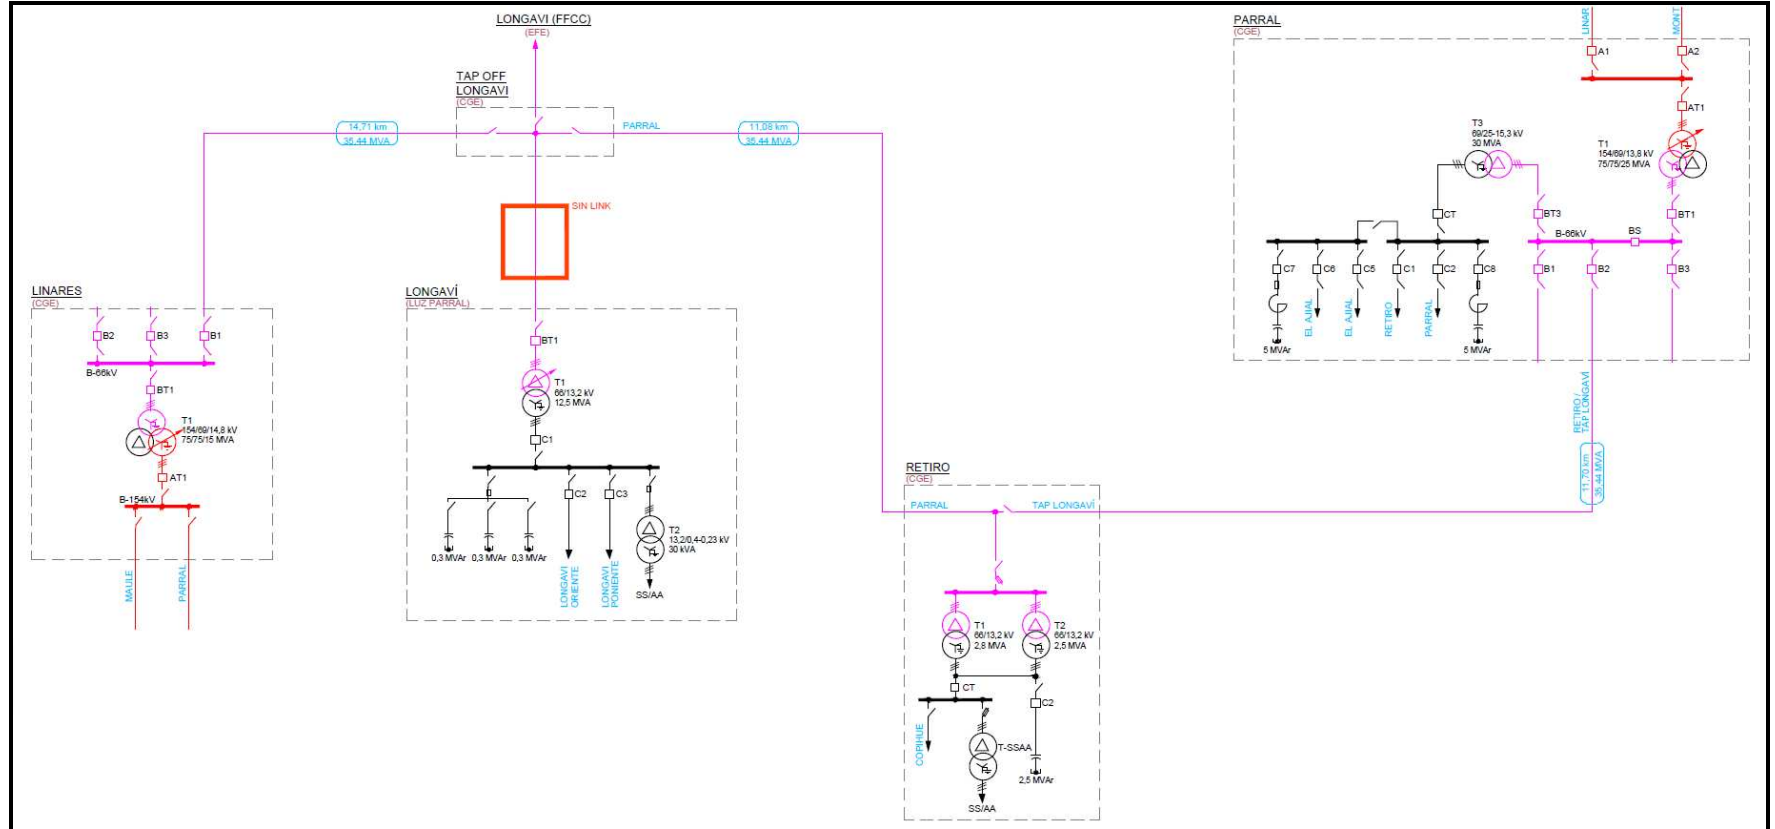 LONGAVI (FFCC)
(EFE)
TAP OFF
LONGAVI
(CGE)
14,71 km
35.44 MVA
PARRAL
11,08 km
35.44 MVA
SIN LINK
LINARES
(CGE)
B2
B3
B1
B-66kV
BT1
T1
154/69/14,8 kV
75/75/15 MVA
AT1
B-154kV
MAULE
PARRAL
LONGAVÍ
(LUZ PARRAL)
BT1
T1
66/13,2 kV
12,5 MVA
C1
C2
C3
0,3 MVAr
0,3 MVAr
0,3 MVAr
LONGAVI
ORIENTE
LONGAVI
PONIENTE
T2
13,2/0,4-0,23 kV
30 kVA
SS/AA
RETIRO
(CGE)
PARRAL
TAP LONGAVÍ
T1
66/13,2 kV
2,8 MVA
T2
66/13,2 kV
2,5 MVA
CT
C2
COPIHUE
T-SSAA
2,5 MVAr
SS/AA
PARRAL
(CGE)
LINAR
MONT
A1
A2
AT1
T3
69/25-15,3 kV
30 MVA
T1
154/69/13,8 kV
75/75/25 MVA
CT
BT3
BT1
B-66kV
BS
C7
C6
C5
C1
C2
C8
B1
B2
B3
EL AJIAL
EL AJIAL
RETIRO
PARRAL
5 MVAr
5 MVAr
RETIRO /
TAP LONGAVÍ
11,70 km
35.44 MVA